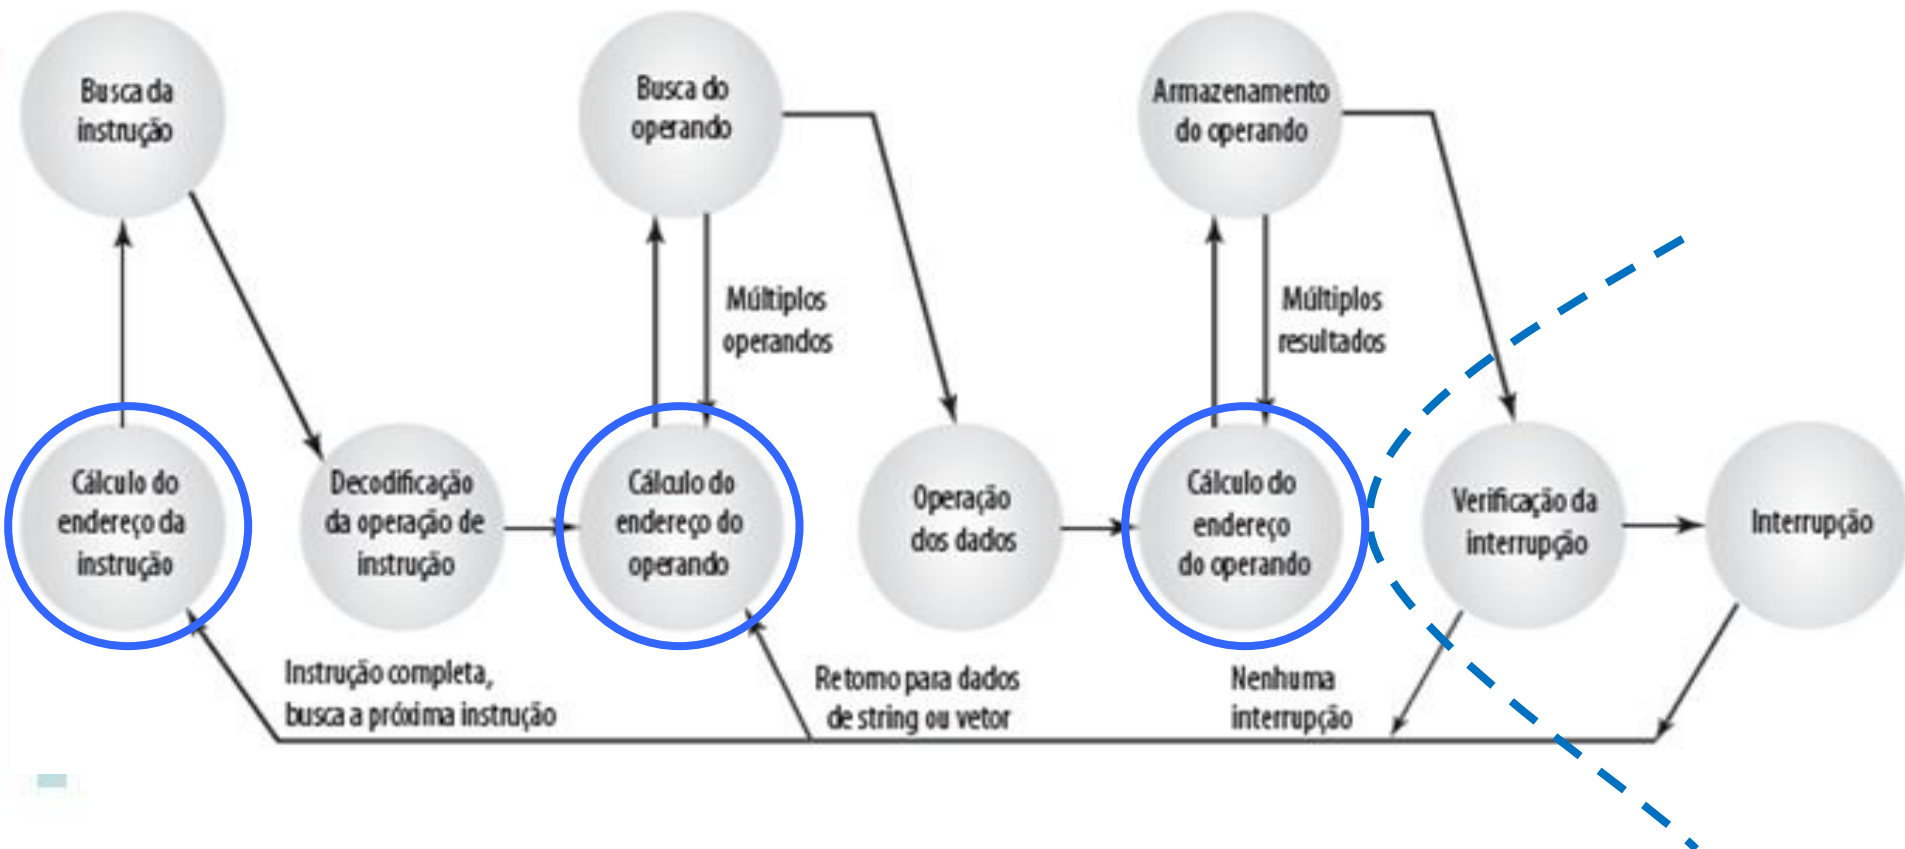 Busca da
instrução
Busca do
operando
Armazenamento
do operando
Múltiplos
operandos
Múltiplos
resultados
Cálculo do
endereço da
instrução
Decodificação
da operação de
instrução
Cálculo do
endereço do
operando
Operação
dos dados
Cálculo do
endereço
do operando
Verificação da
interrupção
Interrupção
Instrução completa,
busca a próxima instrução
Retorno para dados
de string ou vetor
Nenhuma
interrupção